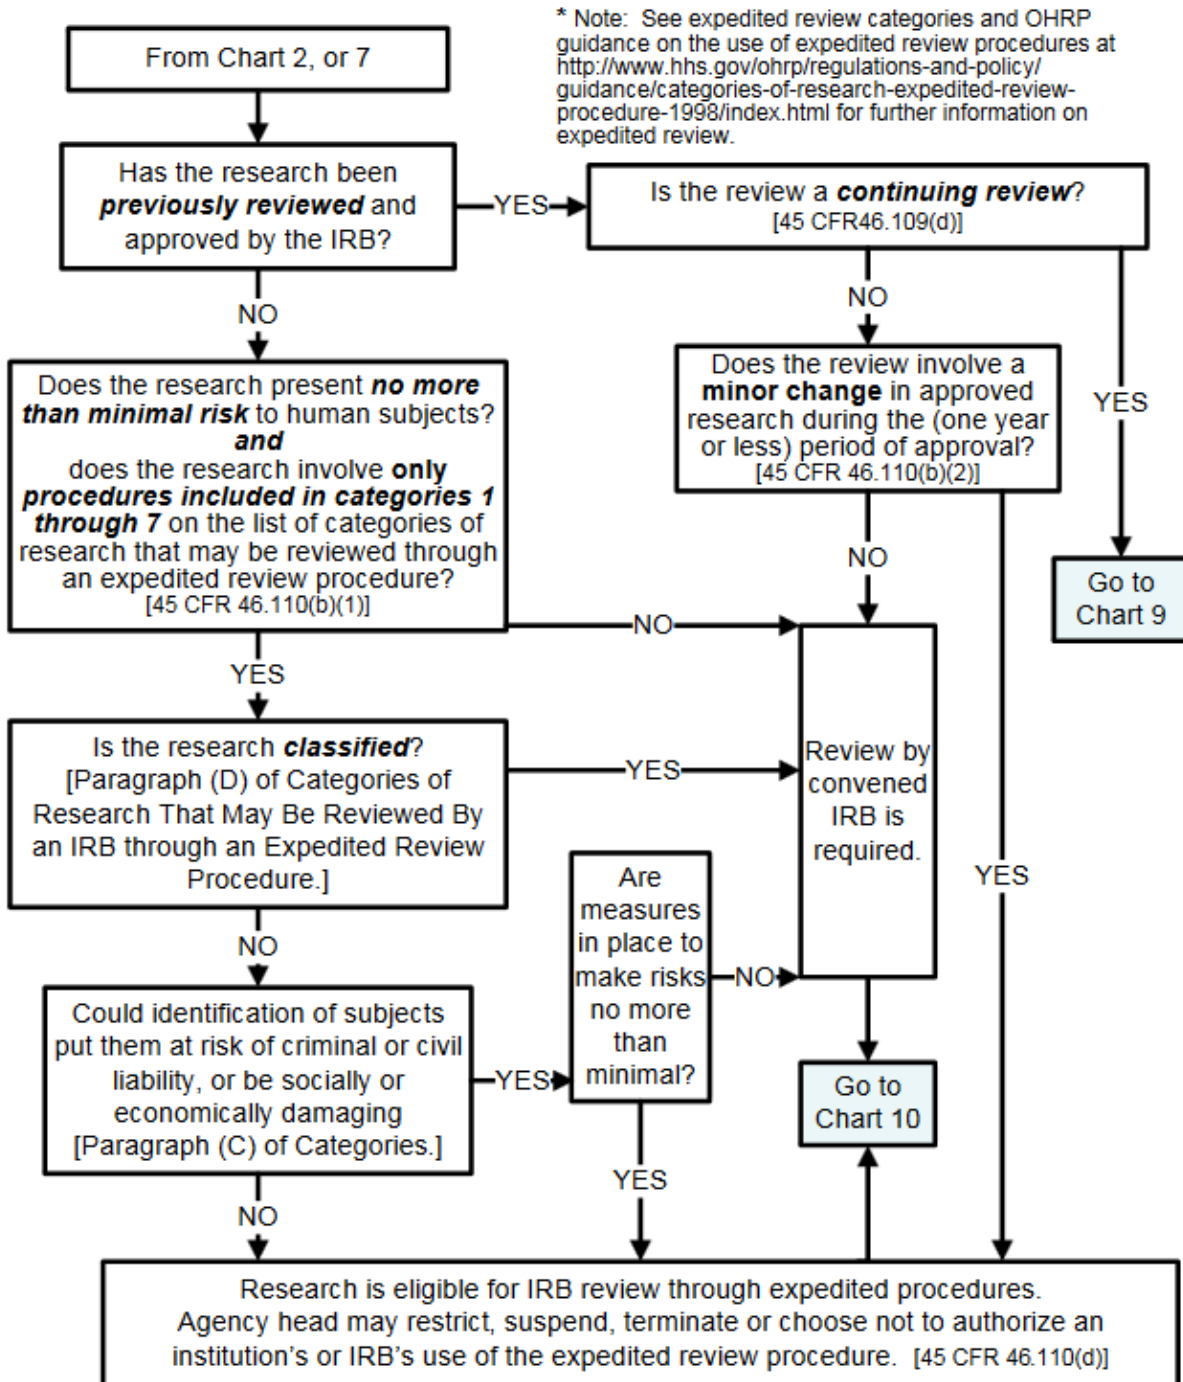 * Note: See expedited review categories and OHRP
guidance on the use of expedited review procedures at
http://www.hhs.gov/ohrp/regulations-and-policy/
guidance/categories-of-research-expedited-review-
procedure-1998/index.html for further information on
expedited review.
From Chart 2, or 7
Has the research been
previously reviewed and
approved by the IRB?
YES
Is the review a continuing review?
[45 CFR46.109(d)]
NO
NO
YES
Does the research present no more
than minimal risk to human subjects?
and
does the research involve only
procedures included in categories 1
through 7 on the list of categories of
research that may be reviewed through
an expedited review procedure?
[45 CFR 46.110(b)(1)]
Does the review involve a
minor change in approved
research during the (one year
or less) period of approval?
[45 CFR 46.110(b)(2)]
NO
Go to
Chart 9
NO
YES
Is the research classified?
[Paragraph (D) of Categories of
Research That May Be Reviewed By
an IRB through an Expedited Review
Procedure.]
YES
Review by
convened
IRB is
required.
YES
NO
Are
measures
in place to
make risks
no more
than
minimal?
NO
Could identification of subjects
put them at risk of criminal or civil
liability, or be socially or
economically damaging
[Paragraph (C) of Categories.]
YES
Go to
Chart 10
YES
NO
Research is eligible for IRB review through expedited procedures.
Agency head may restrict, suspend, terminate or choose not to authorize an
institution's or IRB's use of the expedited review procedure. [45 CFR 46.110(d)]